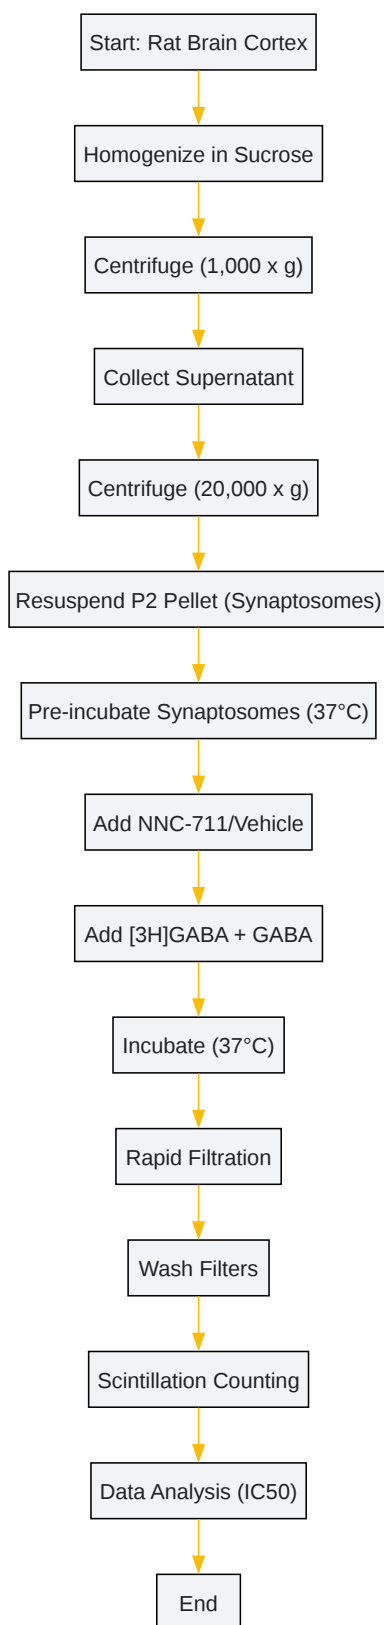 Start: Rat Brain Cortex
Homogenize in Sucrose
Centrifuge (1,000 x g)
Collect Supernatant
Centrifuge (20,000 x g)
Resuspend P2 Pellet (Synaptosomes)
Pre-incubate Synaptosomes (37°C)
Add NNC-711/Vehicle
Add [3H]GABA + GABA
Incubate (37°C)
Rapid Filtration
Wash Filters
Scintillation Counting
Data Analysis (IC50)
End